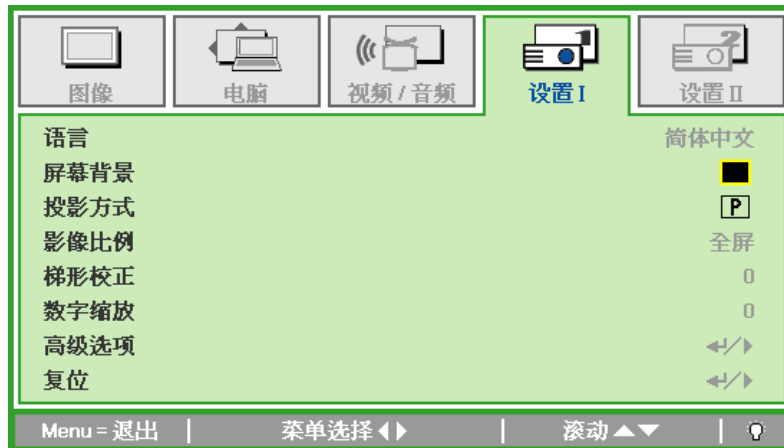 图像 电脑 视频 / 音频 设置 I 设置 II
语言 简体中文
屏幕背景
投影方式 P
影像比例 全屏
梯形校正 0
数字缩放 0
高级选项
复位
Menu = 退出 菜单选择 滚动